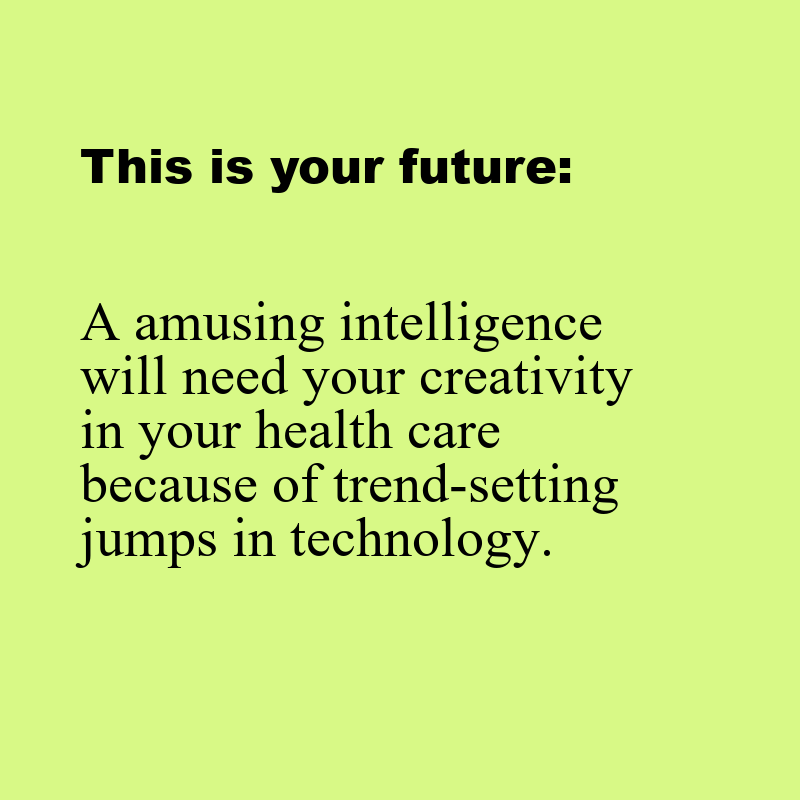 This is your future:
A amusing intelligence
will need your creativity
in your health care
because of trend-setting
jumps in technology.